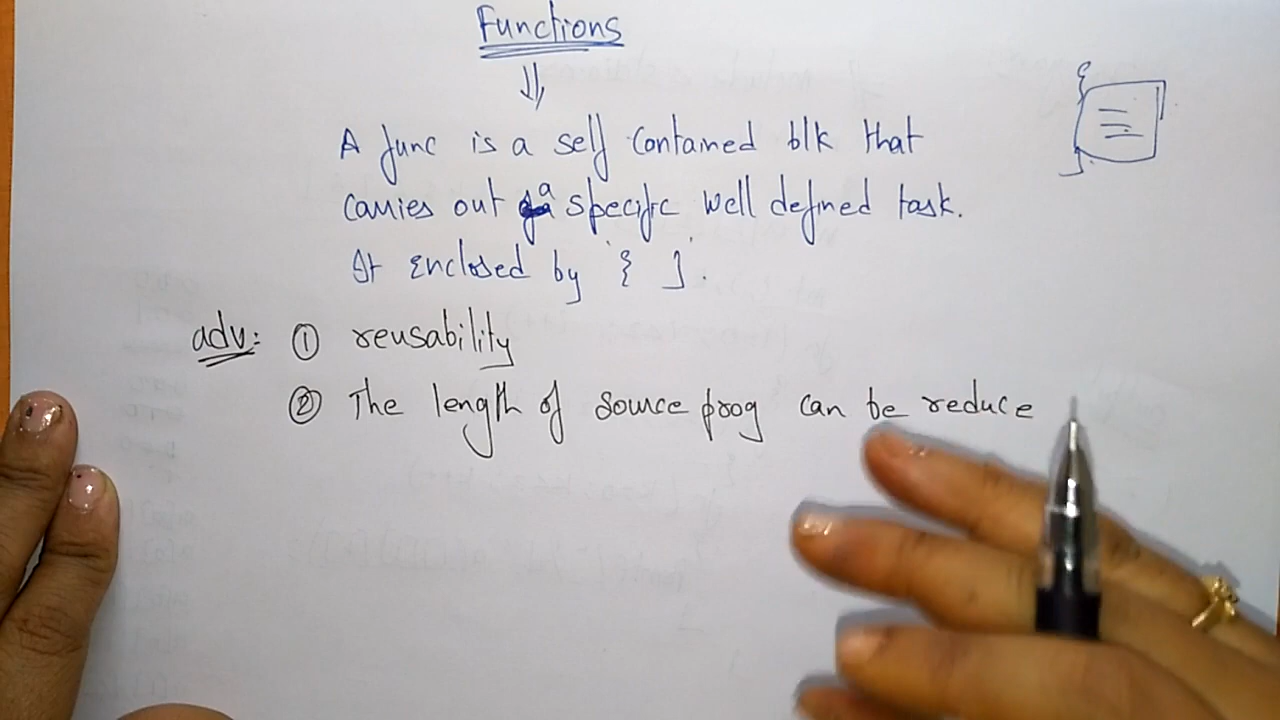 Functions
A func is a self contained blk that
carries out a specific well defined task.
It enclosed by '{ }'.
adv: ① reusability
② The length of source prog can be reduce